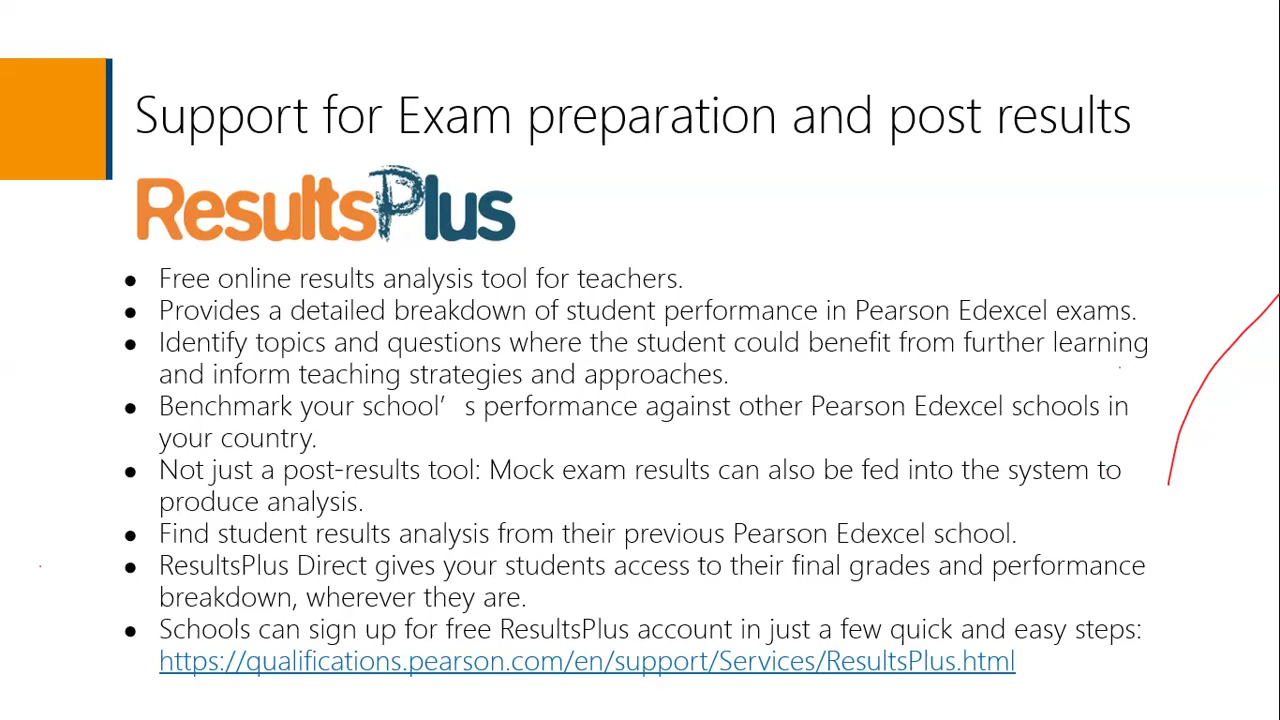 Support for Exam preparation and post results
ResultsPlus
● Free online results analysis tool for teachers.
● Provides a detailed breakdown of student performance in Pearson Edexcel exams.
● Identify topics and questions where the student could benefit from further learning
and inform teaching strategies and approaches.
● Benchmark your school’ s performance against other Pearson Edexcel schools in
your country.
● Not just a post-results tool: Mock exam results can also be fed into the system to
produce analysis.
● Find student results analysis from their previous Pearson Edexcel school.
● ResultsPlus Direct gives your students access to their final grades and performance
breakdown, wherever they are.
● Schools can sign up for free ResultsPlus account in just a few quick and easy steps:
https://qualifications.pearson.com/en/support/Services/ResultsPlus.html